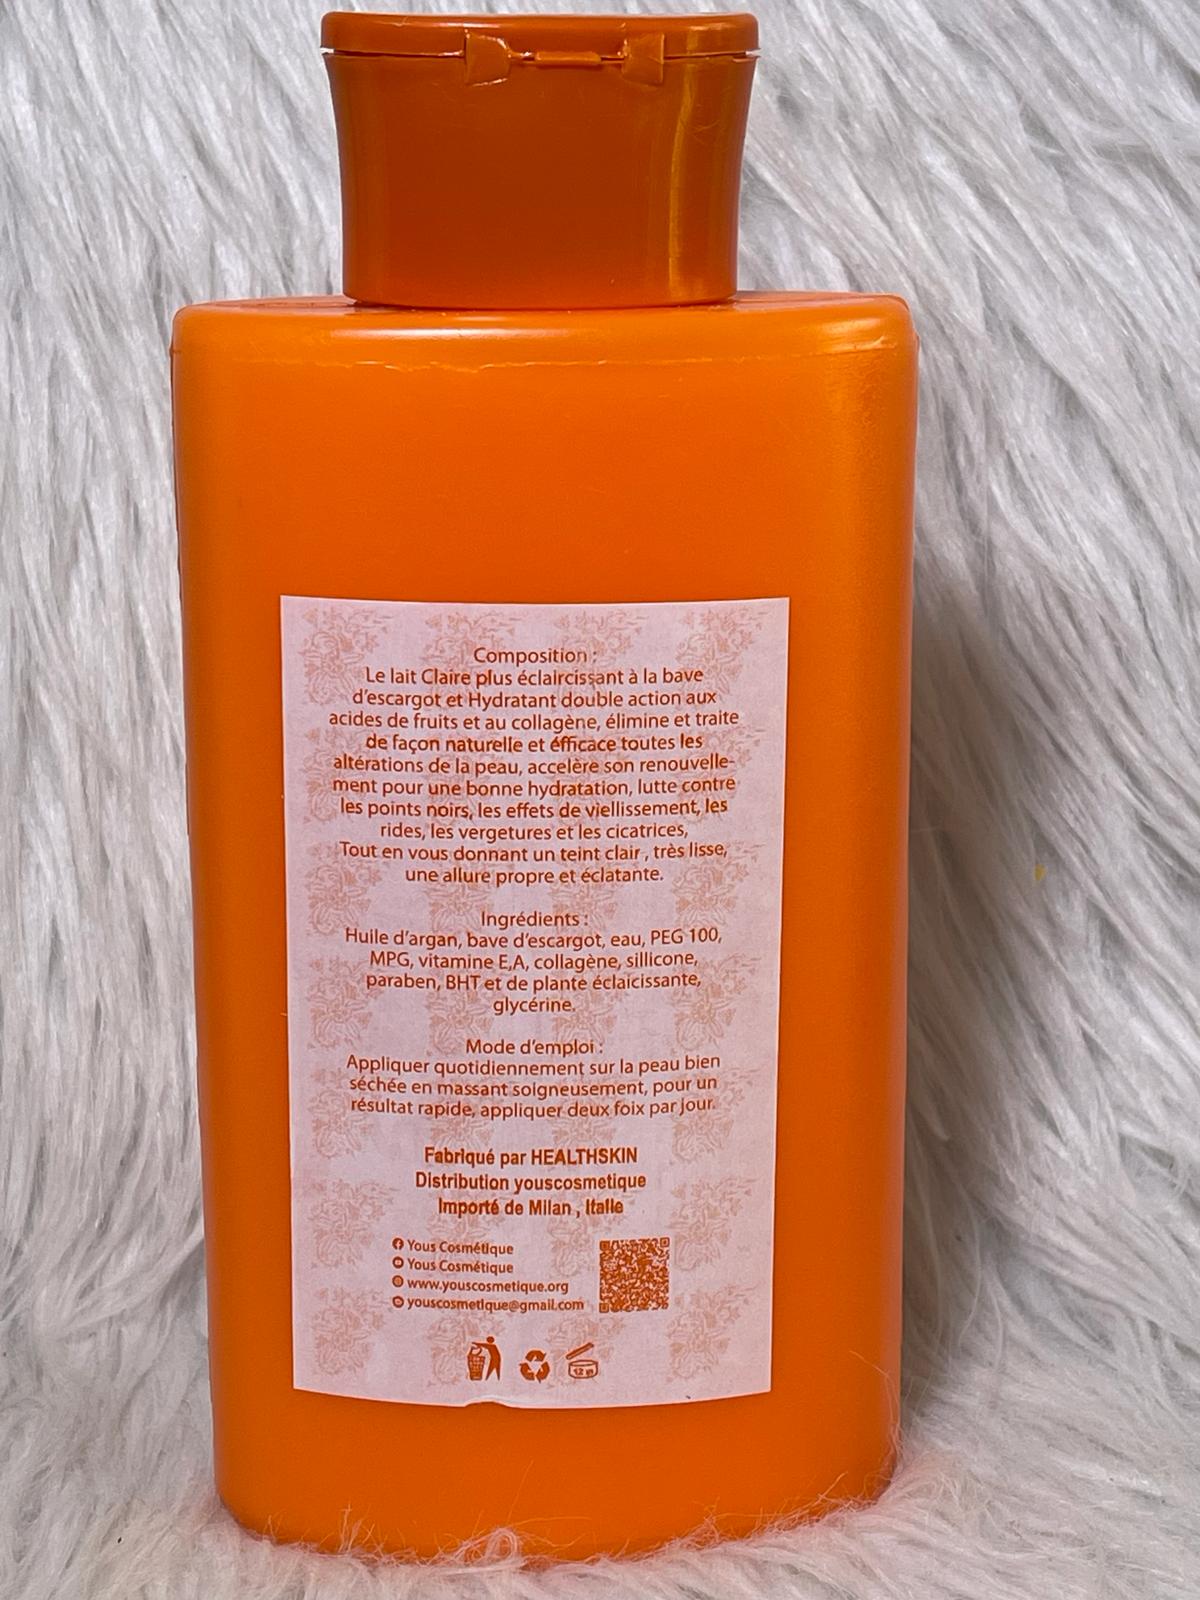 Composition :
Le lait Claire plus éclaircissant à la bave
d'escargot et Hydratant double action aux
acides de fruits et au collagène, élimine et traite
de façon naturelle et éfficace toutes les
altérations de la peau, accelère son renouvelle-
ment pour une bonne hydratation, lutte contre
les points noirs, les effets de viellissement, les
rides, les vergetures et les cicatrices,
Tout en vous donnant un teint clair , très lisse,
une allure propre et éclatante.
Ingrédients :
Huile d'argan, bave d'escargot, eau, PEG 100,
MPG, vitamine E,A, collagène, sillicone,
paraben, BHT et de plante éclaicissante,
glycérine.
Mode d'emploi :
Appliquer quotidiennement sur la peau bien
séchée en massant soigneusement, pour un
résultat rapide, appliquer deux foix par jour.
Fabriqué par HEALTHSKIN
Distribution youscosmetique
Importé de Milan , Italie
Yous Cosmétique
Yous Cosmétique
www.youscosmetique.org
youscosmetique@gmail.com
12 M